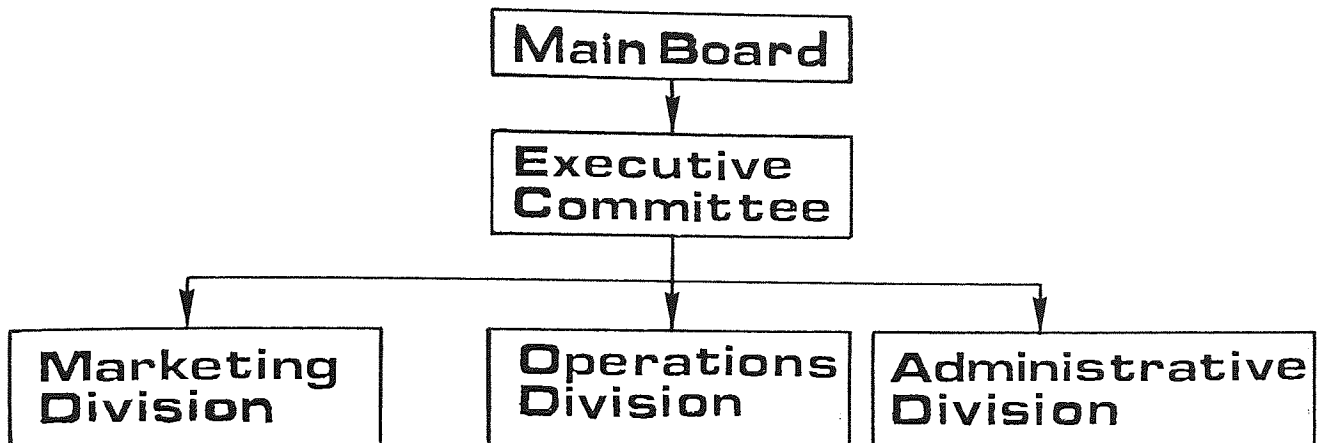 Main Board
Executive
Committee
Marketing
Division
Operations
Division
Administrative
Division